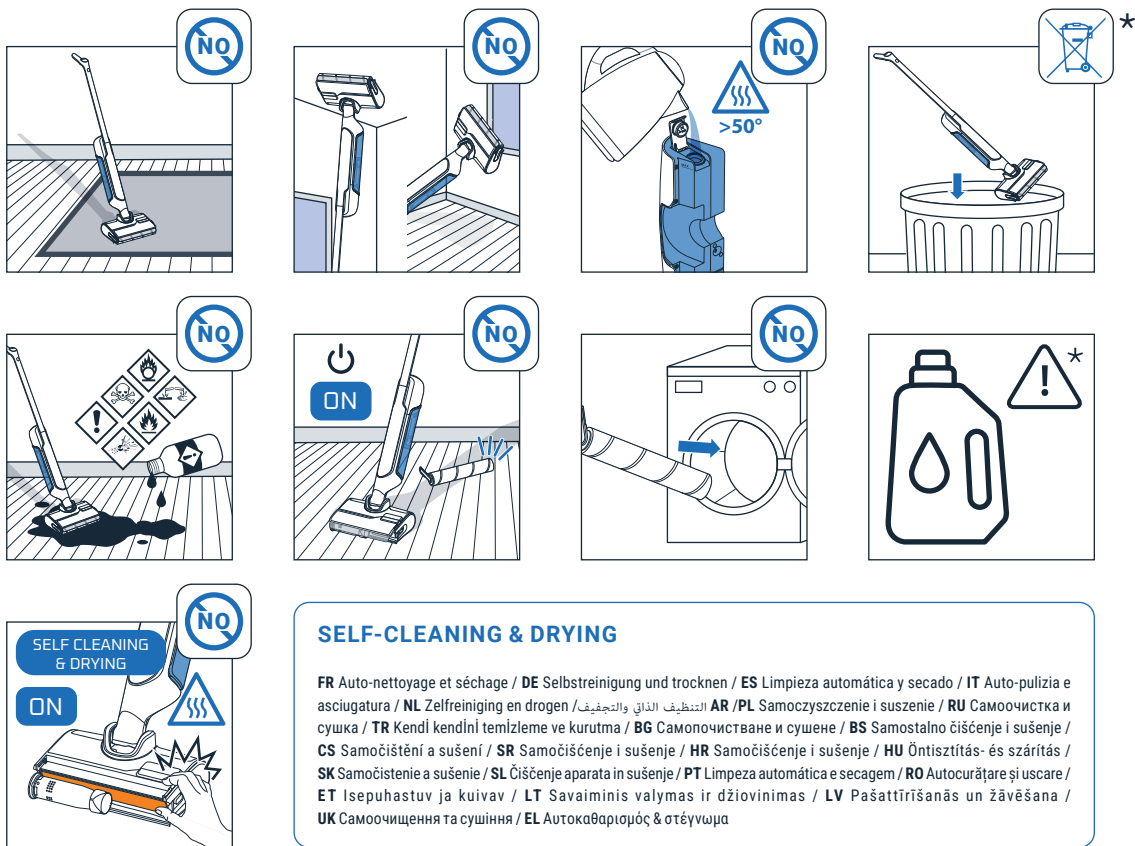 NO
NO
NO
>50°
*
NO
NO
ON
NO
*
NO
SELF CLEANING
& DRYING
ON
SELF-CLEANING & DRYING
FR Auto-nettoyage et séchage / DE Selbstreinigung und trocknen / ES Limpieza automática y secado / IT Auto-pulizia e
asciugatura / NL Zelfreiniging en drogen / التنظيف الذاتي والتجفيف AR /PL Samoczyszczenie i suszenie / RU Самоочистка и
сушка / TR Kendİ kendİnİ temİzleme ve kurutma / BG Самопочистване и сушене / BS Samostalno čišćenje i sušenje /
CS Samočištění a sušení / SR Samočišćenje i sušenje / HR Samočišćenje i sušenje / HU Öntisztítás- és szárítás /
SK Samočistenie a sušenie / SL Čiščenje aparata in sušenje / PT Limpeza automática e secagem / RO Autocurățare și uscare /
ET Isepuhastuv ja kuivav / LT Savaiminis valymas ir džiovinimas / LV Pašattīrīšanās un žāvēšana /
UK Самоочищення та сушіння / EL Αυτοκαθαρισμός & στέγνωμα